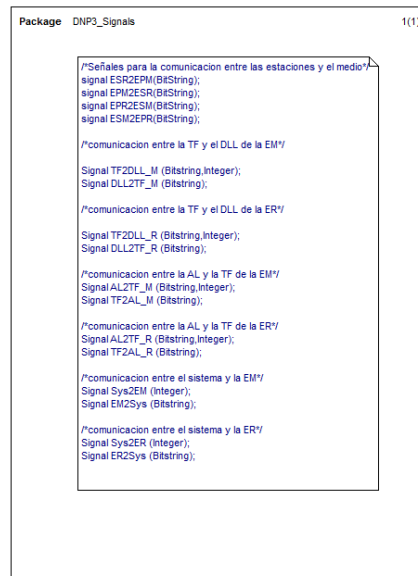 Package DNP3_Signals 1(1)
/*Señales para la comunicacion entre las estaciones y el medio*/
signal ESR2EPM(BitString);
signal EPM2ESR(BitString);
signal EPR2ESM(BitString);
signal ESM2EPR(BitString);
/*comunicacion entre la TF y el DLL de la EM*/
Signal TF2DLL_M (Bitstring,Integer);
Signal DLL2TF_M (Bitstring);
/*comunicacion entre la TF y el DLL de la ER*/
Signal TF2DLL_R (Bitstring,Integer);
Signal DLL2TF_R (Bitstring);
/*comunicacion entre la AL y la TF de la EM*/
Signal AL2TF_M (Bitstring,Integer);
Signal TF2AL_M (Bitstring);
/*comunicacion entre la AL y la TF de la ER*/
Signal AL2TF_R (Bitstring,Integer);
Signal TF2AL_R (Bitstring);
/*comunicacion entre el sistema y la EM*/
Signal Sys2EM (Integer);
Signal EM2Sys (Bitstring);
/*comunicacion entre el sistema y la ER*/
Signal Sys2ER (Integer);
Signal ER2Sys (Bitstring);